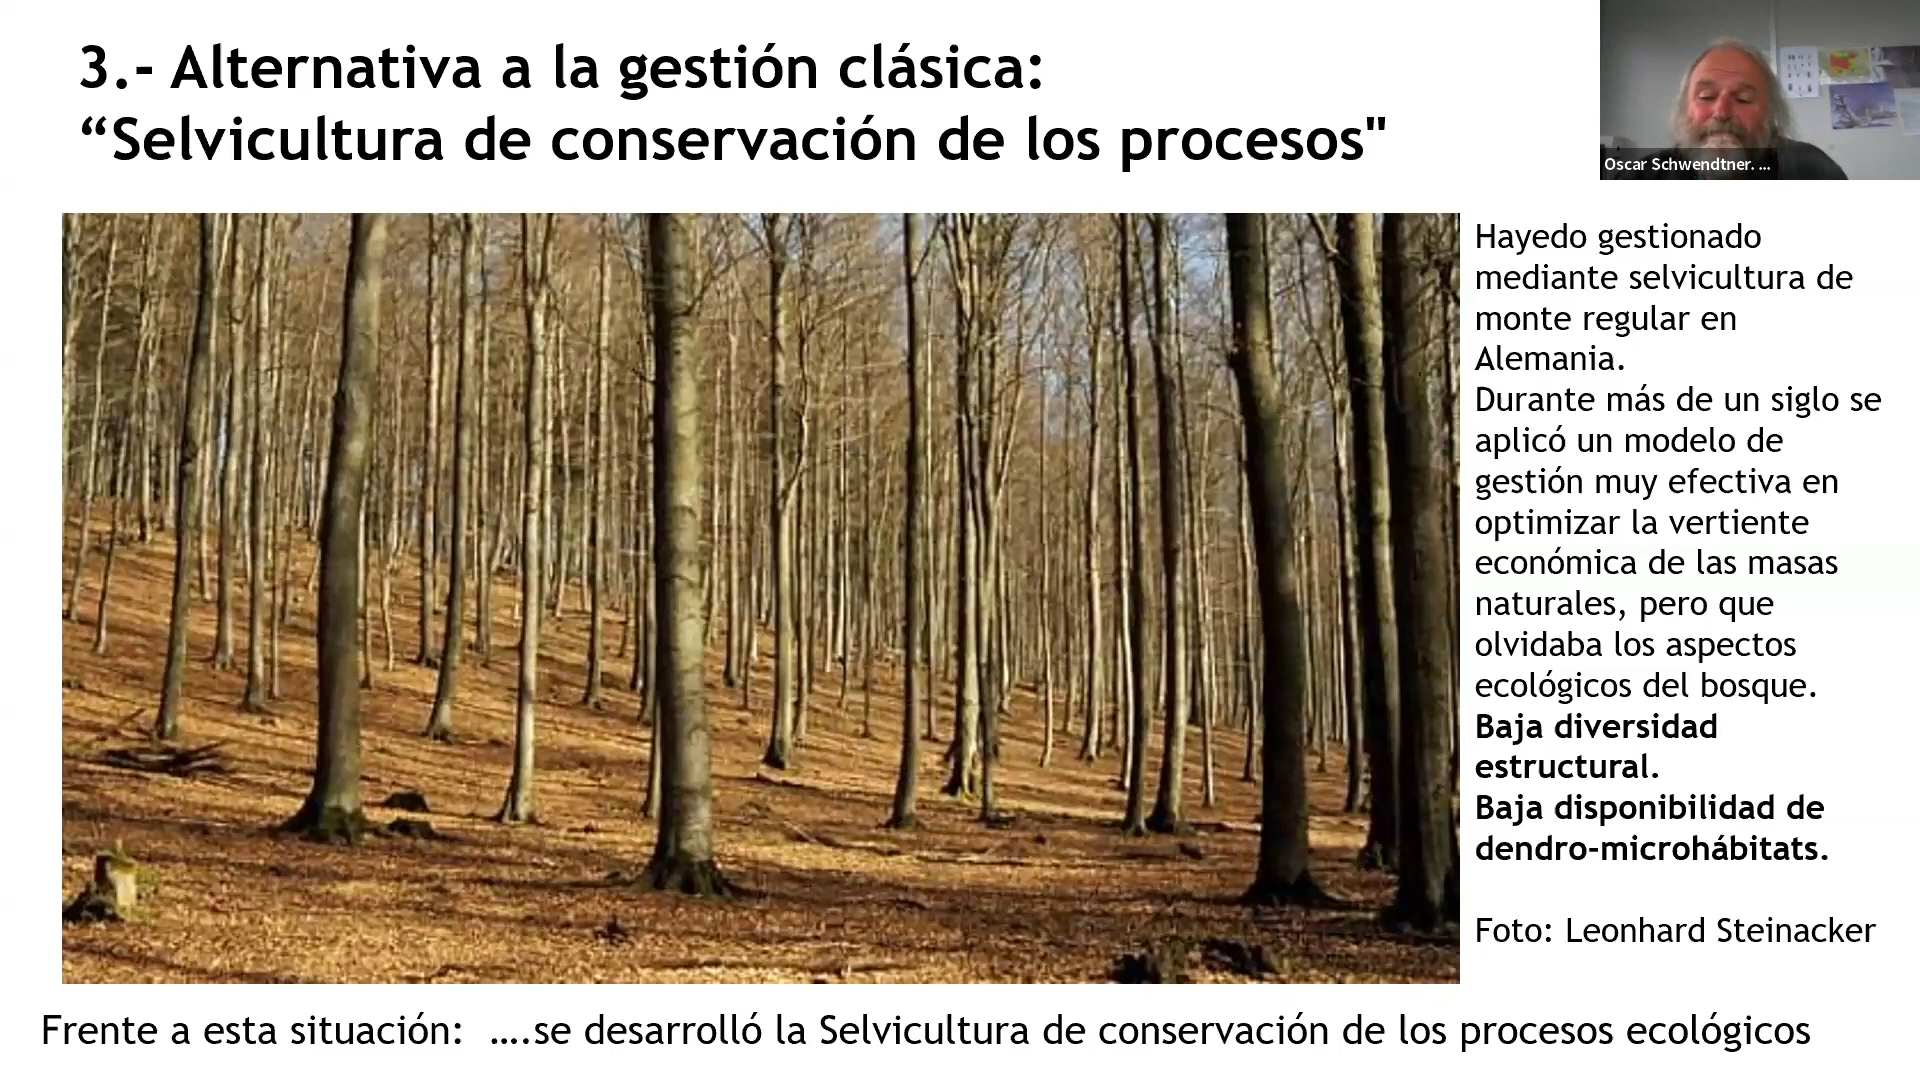 3.- Alternativa a la gestión clásica:
“Selvicultura de conservación de los procesos"
Oscar Schwendtner. ...
Hayedo gestionado
mediante selvicultura de
monte regular en
Alemania.
Durante más de un siglo se
aplicó un modelo de
gestión muy efectiva en
optimizar la vertiente
económica de las masas
naturales, pero que
olvidaba los aspectos
ecológicos del bosque.
Baja diversidad
estructural.
Baja disponibilidad de
dendro-microhábitats.
Foto: Leonhard Steinacker
Frente a esta situación: ….se desarrolló la Selvicultura de conservación de los procesos ecológicos